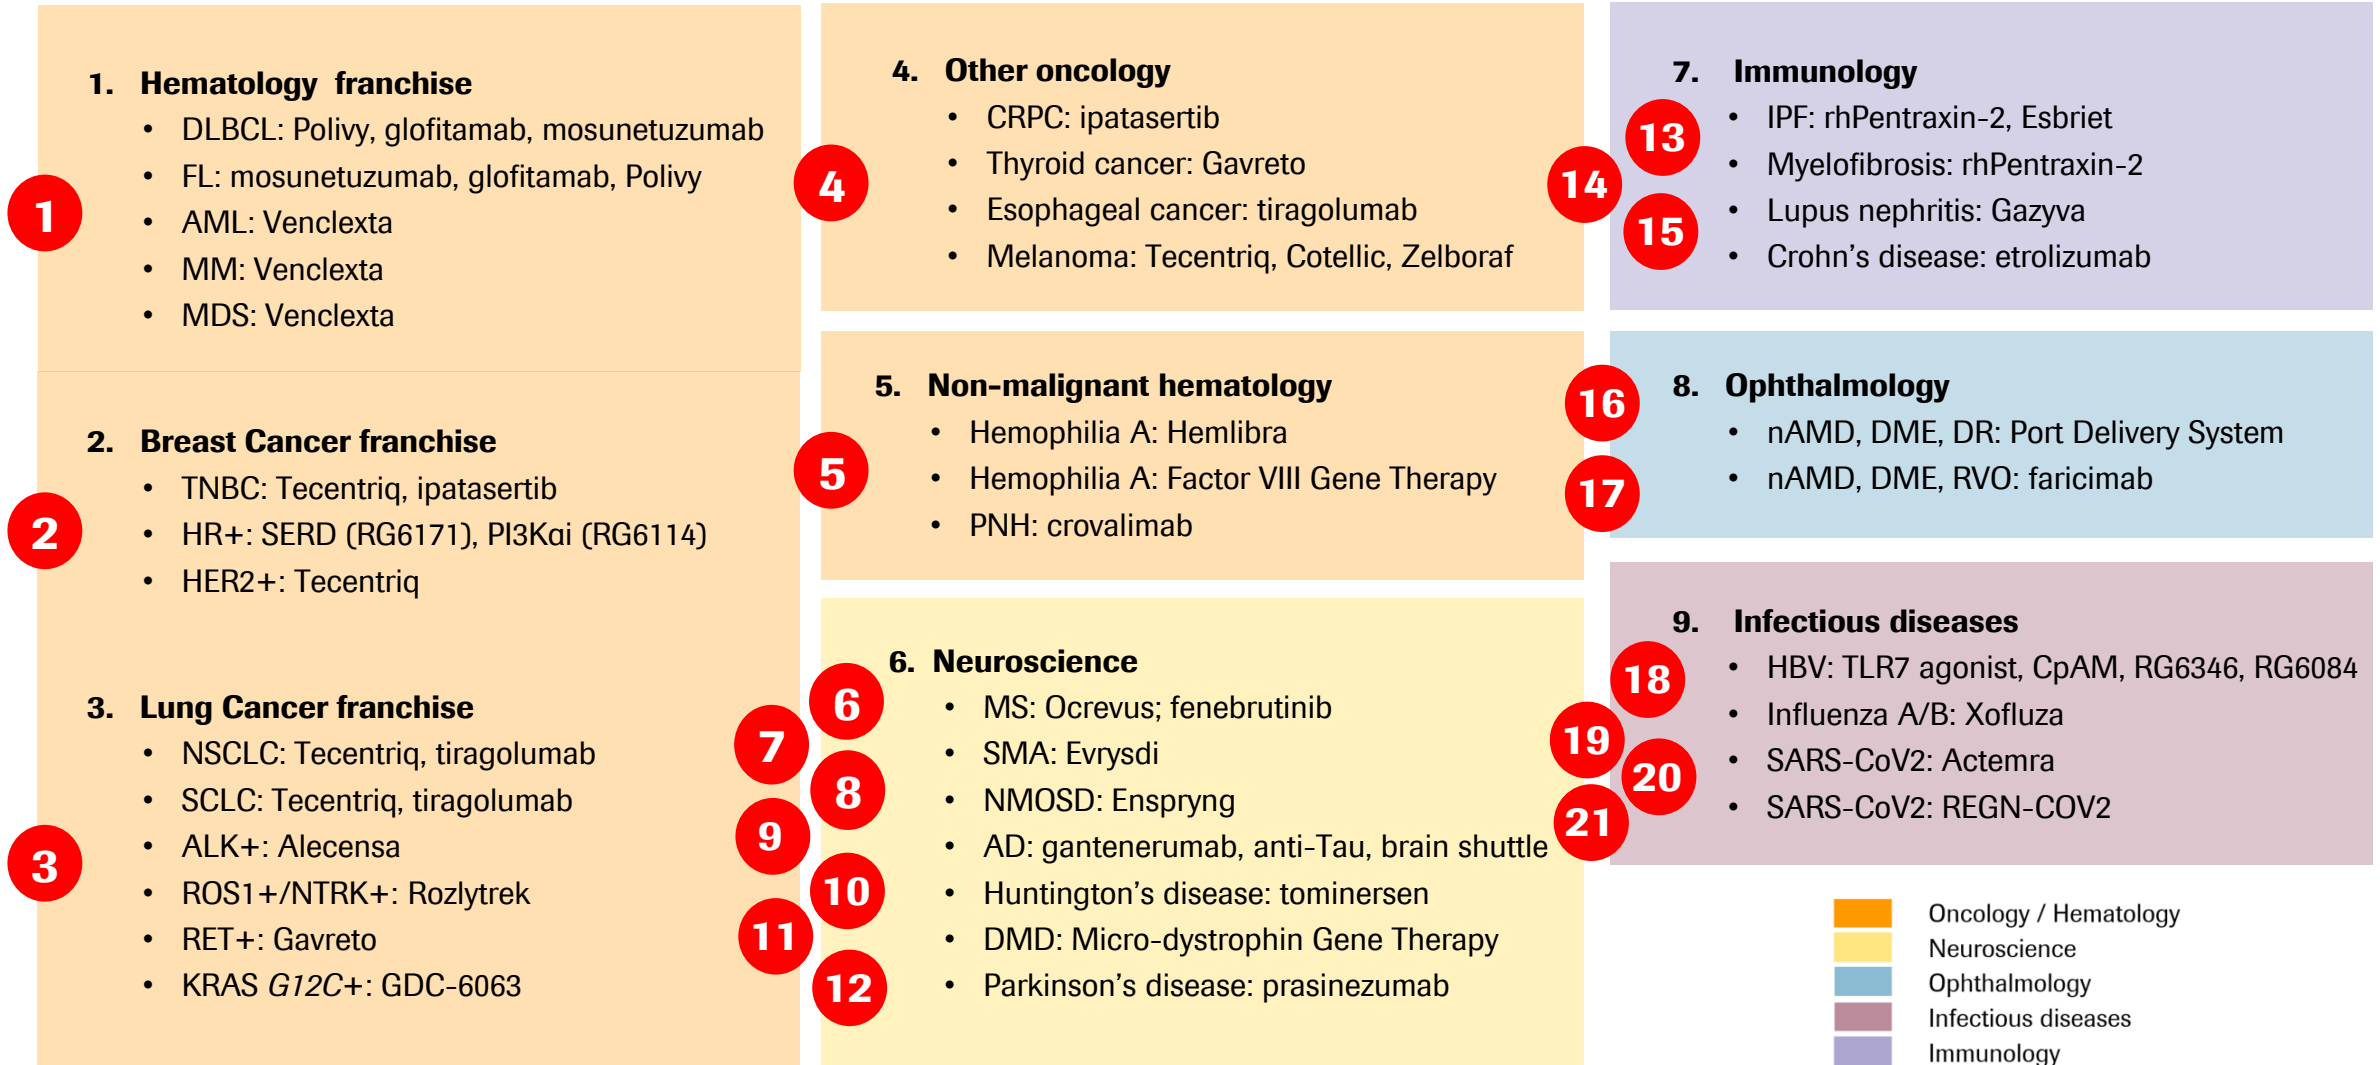 1. Hematology franchise
• DLBCL: Polivy, glofitamab, mosunetuzumab
• FL: mosunetuzumab, glofitamab, Polivy
• AML: Venclexta
• MM: Venclexta
• MDS: Venclexta
1
2. Breast Cancer franchise
• TNBC: Tecentriq, ipatasertib
• HR+: SERD (RG6171), PI3Kαi (RG6114)
• HER2+: Tecentriq
2
3. Lung Cancer franchise
• NSCLC: Tecentriq, tiragolumab
• SCLC: Tecentriq, tiragolumab
• ALK+: Alecensa
• ROS1+/NTRK+: Rozlytrek
• RET+: Gavreto
• KRAS G12C+: GDC-6063
3
4. Other oncology
• CRPC: ipatasertib
• Thyroid cancer: Gavreto
• Esophageal cancer: tiragolumab
• Melanoma: Tecentriq, Cotellic, Zelboraf
4
5. Non-malignant hematology
• Hemophilia A: Hemlibra
• Hemophilia A: Factor VIII Gene Therapy
• PNH: crovalimab
5
6. Neuroscience
• MS: Ocrevus; fenebrutinib
• SMA: Evrysdi
• NMOSD: Enspryng
• AD: gantenerumab, anti-Tau, brain shuttle
• Huntington's disease: tominersen
• DMD: Micro-dystrophin Gene Therapy
• Parkinson's disease: prasinezumab
6
7
8
9
10
11
12
7. Immunology
• IPF: rhPentraxin-2, Esbriet
• Myelofibrosis: rhPentraxin-2
• Lupus nephritis: Gazyva
• Crohn's disease: etrolizumab
13
14
15
8. Ophthalmology
• nAMD, DME, DR: Port Delivery System
• nAMD, DME, RVO: faricimab
16
17
9. Infectious diseases
• HBV: TLR7 agonist, CpAM, RG6346, RG6084
• Influenza A/B: Xofluza
• SARS-CoV2: Actemra
• SARS-CoV2: REGN-COV2
18
19
20
21
Oncology / Hematology
Neuroscience
Ophthalmology
Infectious diseases
Immunology